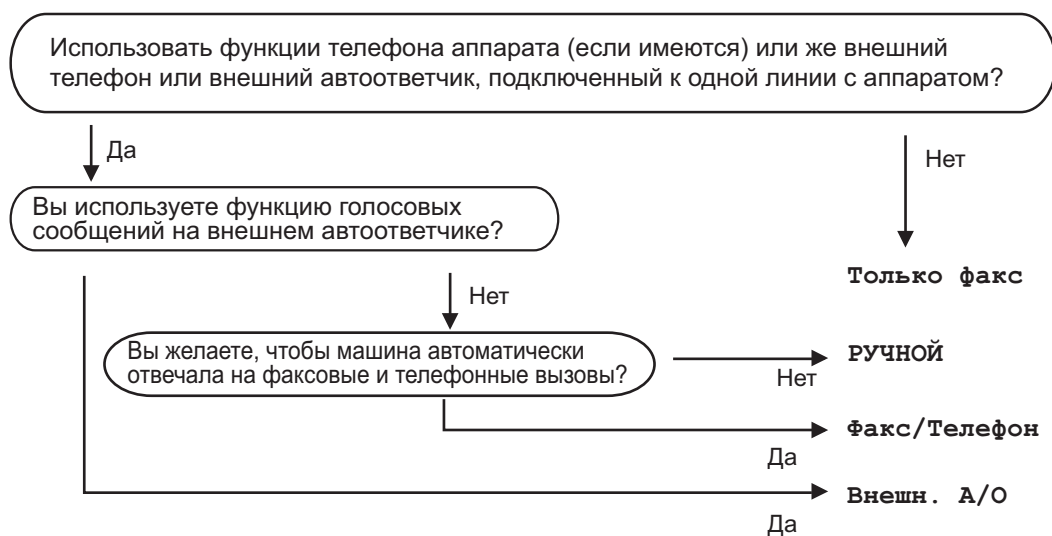 Использовать функции телефона аппарата (если имеются) или же внешний
телефон или внешний автоответчик, подключенный к одной линии с аппаратом?
Да
Нет
Вы используете функцию голосовых
сообщений на внешнем автоответчике?
Только факс
Нет
Вы желаете, чтобы машина автоматически
отвечала на факсовые и телефонные вызовы?
Нет
РУЧНОЙ
Да
Факс/Телефон
Да
Внешн. А/О